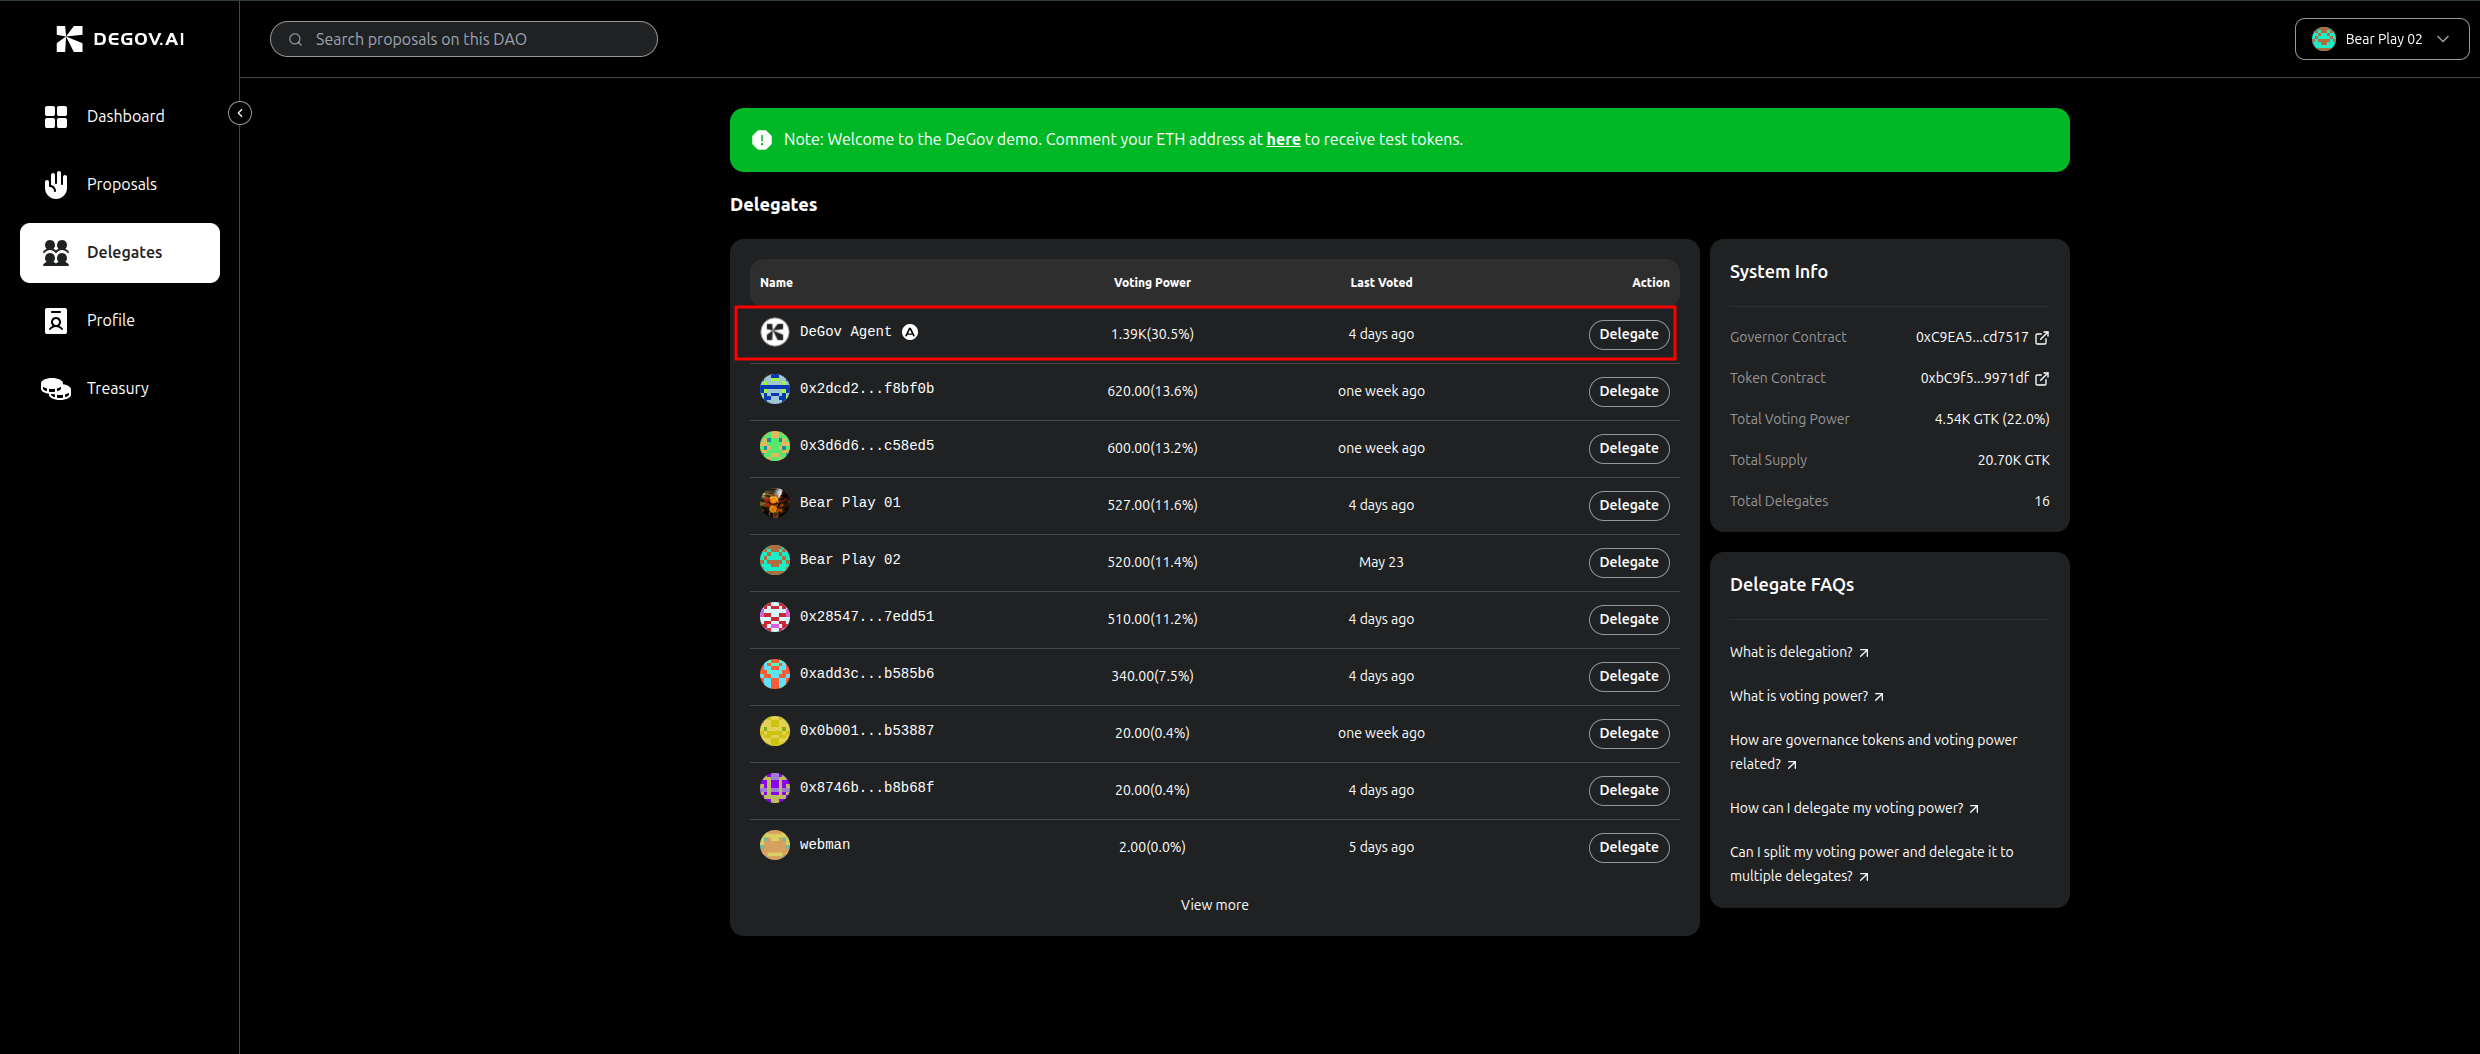 DEGOV.AI
Search proposals on this DAO
Bear Play 02
Dashboard
Proposals
Delegates
Profile
Treasury
Note: Welcome to the DeGov demo. Comment your ETH address at here to receive test tokens.
Delegates
Name Voting Power Last Voted Action
DeGov Agent A 1.39K(30.5%) 4 days ago Delegate
0x2dcd2...f8bf0b 620.00(13.6%) one week ago Delegate
0x3d6d6...c58ed5 600.00(13.2%) one week ago Delegate
Bear Play 01 527.00(11.6%) 4 days ago Delegate
Bear Play 02 520.00(11.4%) May 23 Delegate
0x28547...7edd51 510.00(11.2%) 4 days ago Delegate
0xadd3c...b585b6 340.00(7.5%) 4 days ago Delegate
0x0b001...b53887 20.00(0.4%) one week ago Delegate
0x8746b...b8b68f 20.00(0.4%) 4 days ago Delegate
webman 2.00(0.0%) 5 days ago Delegate
View more
System Info
Governor Contract 0xC9EA5...cd7517
Token Contract 0xbC9f5...9971df
Total Voting Power 4.54K GTK (22.0%)
Total Supply 20.70K GTK
Total Delegates 16
Delegate FAQs
What is delegation?
What is voting power?
How are governance tokens and voting power
related?
How can I delegate my voting power?
Can I split my voting power and delegate it to
multiple delegates?